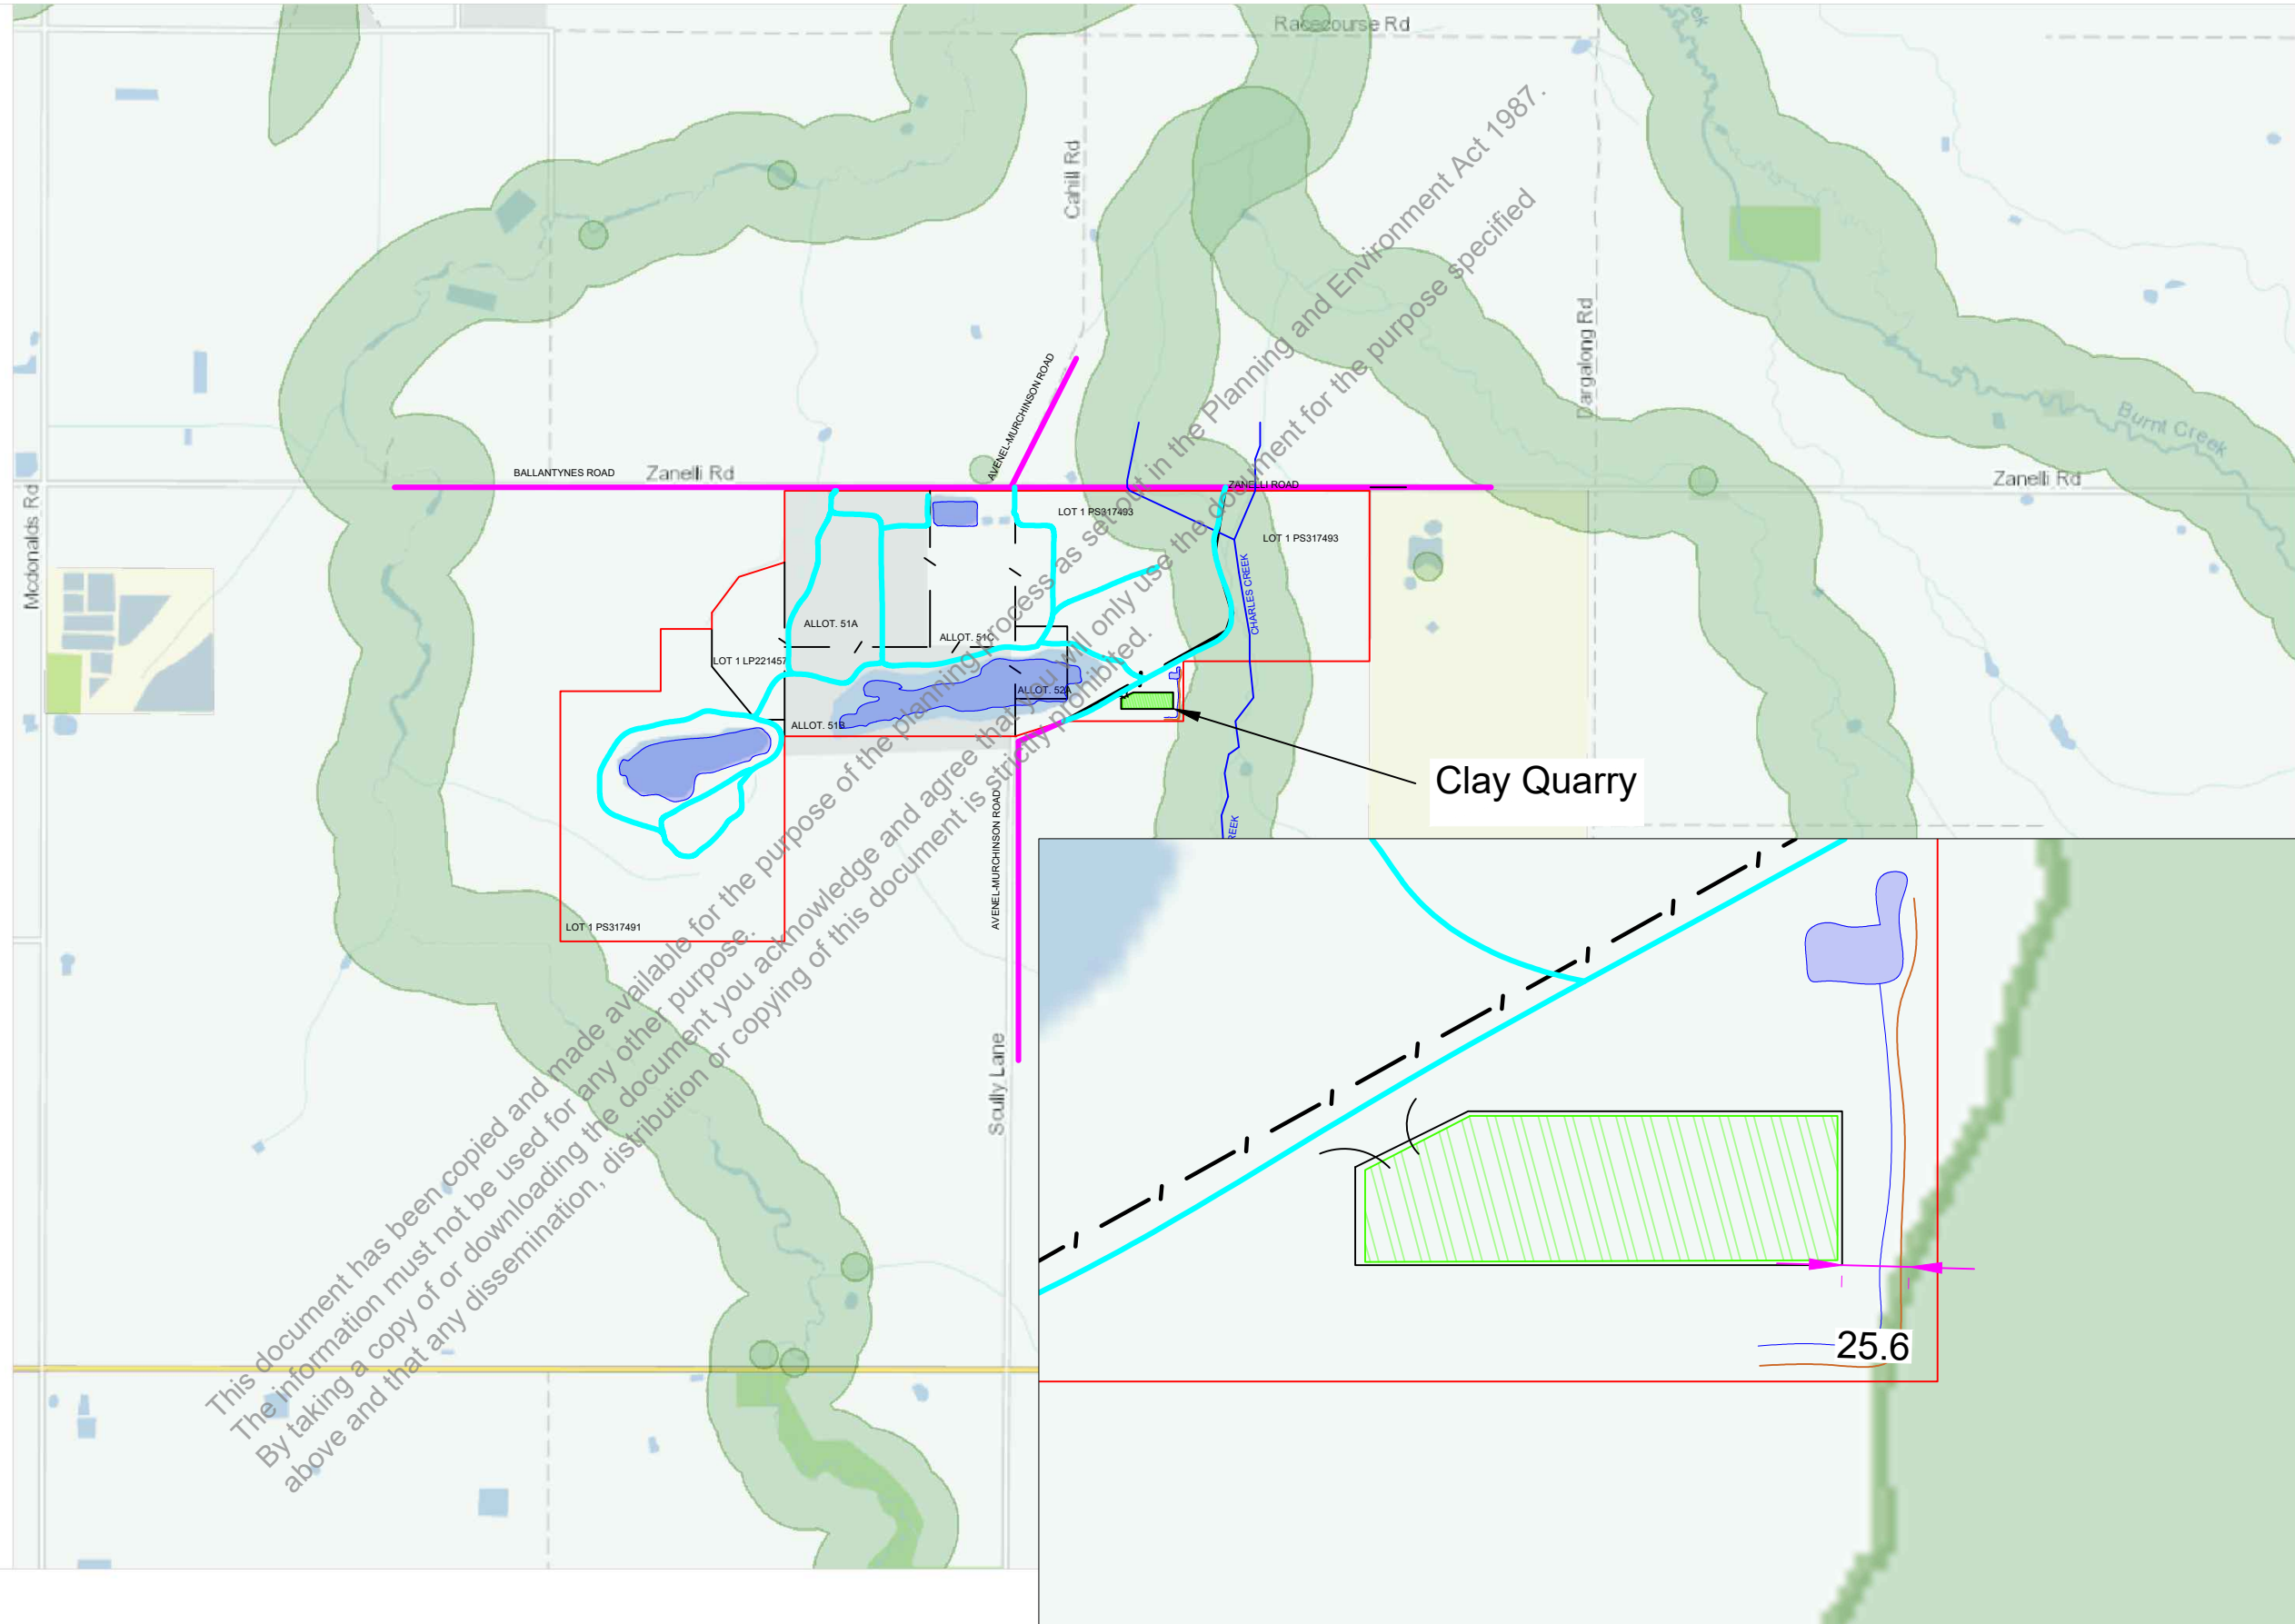 Racecourse Rd
Creek
Cahill Rd
Dargalong Rd
Burnt Creek
AVENEL-MURCHINSON ROAD
BALLANTYNES ROAD
Zanelli Rd
ZANELLI ROAD
Zanelli Rd
Mcdonalds Rd
LOT 1 PS317493
LOT 1 PS317493
CHARLES CREEK
ALLOT. 51A
ALLOT. 51C
LOT 1 LP221457
ALLOT. 52A
ALLOT. 51B
Clay Quarry
REEK
AVENEL-MURCHINSON ROAD
LOT 1 PS317491
Scully Lane
25.6
This document has been copied and made available for the purpose of the planning process as set out in the Planning and Environment Act 1987.
The information must not be used for any other purpose.
By taking a copy of or downloading the document you acknowledge and agree that you will only use the document for the purpose specified
above and that any dissemination, distribution or copying of this document is strictly prohibited.